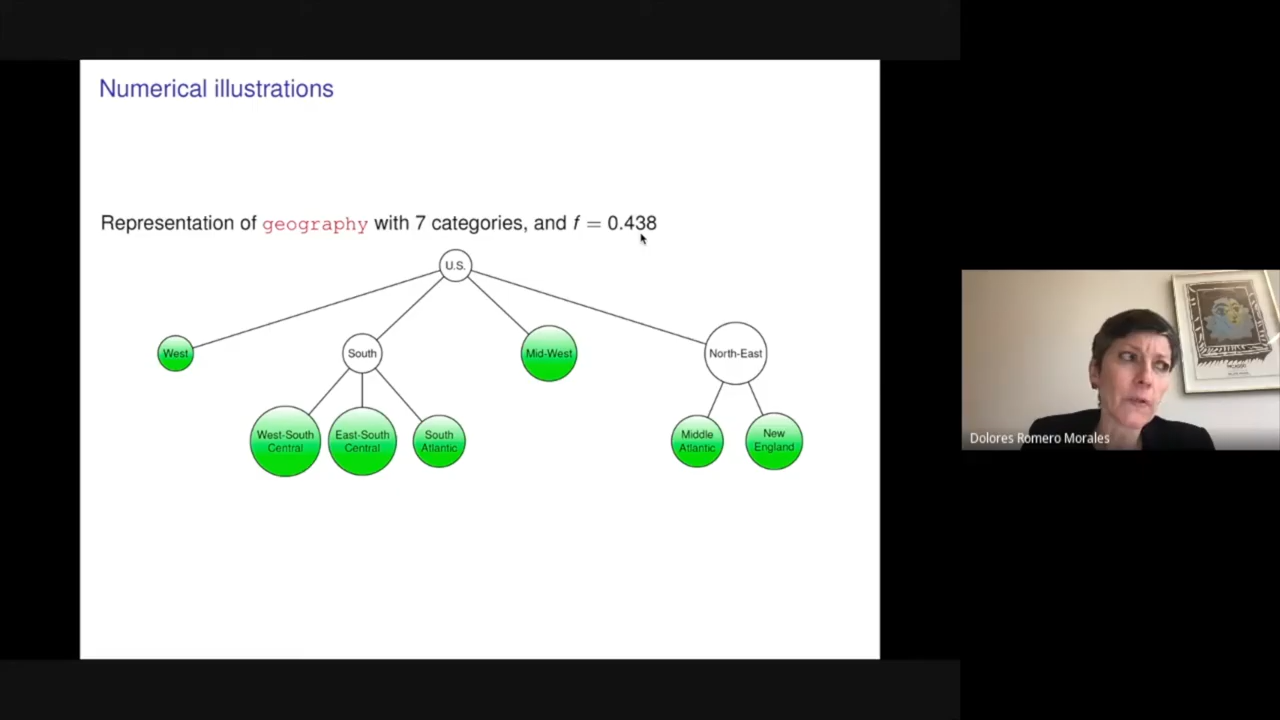 Numerical illustrations
Representation of geography with 7 categories, and f = 0.438
U.S.
West
South
Mid-West
North-East
West-South
Central
East-South
Central
South
Atlantic
Middle
Atlantic
New
England
Dolores Romero Morales